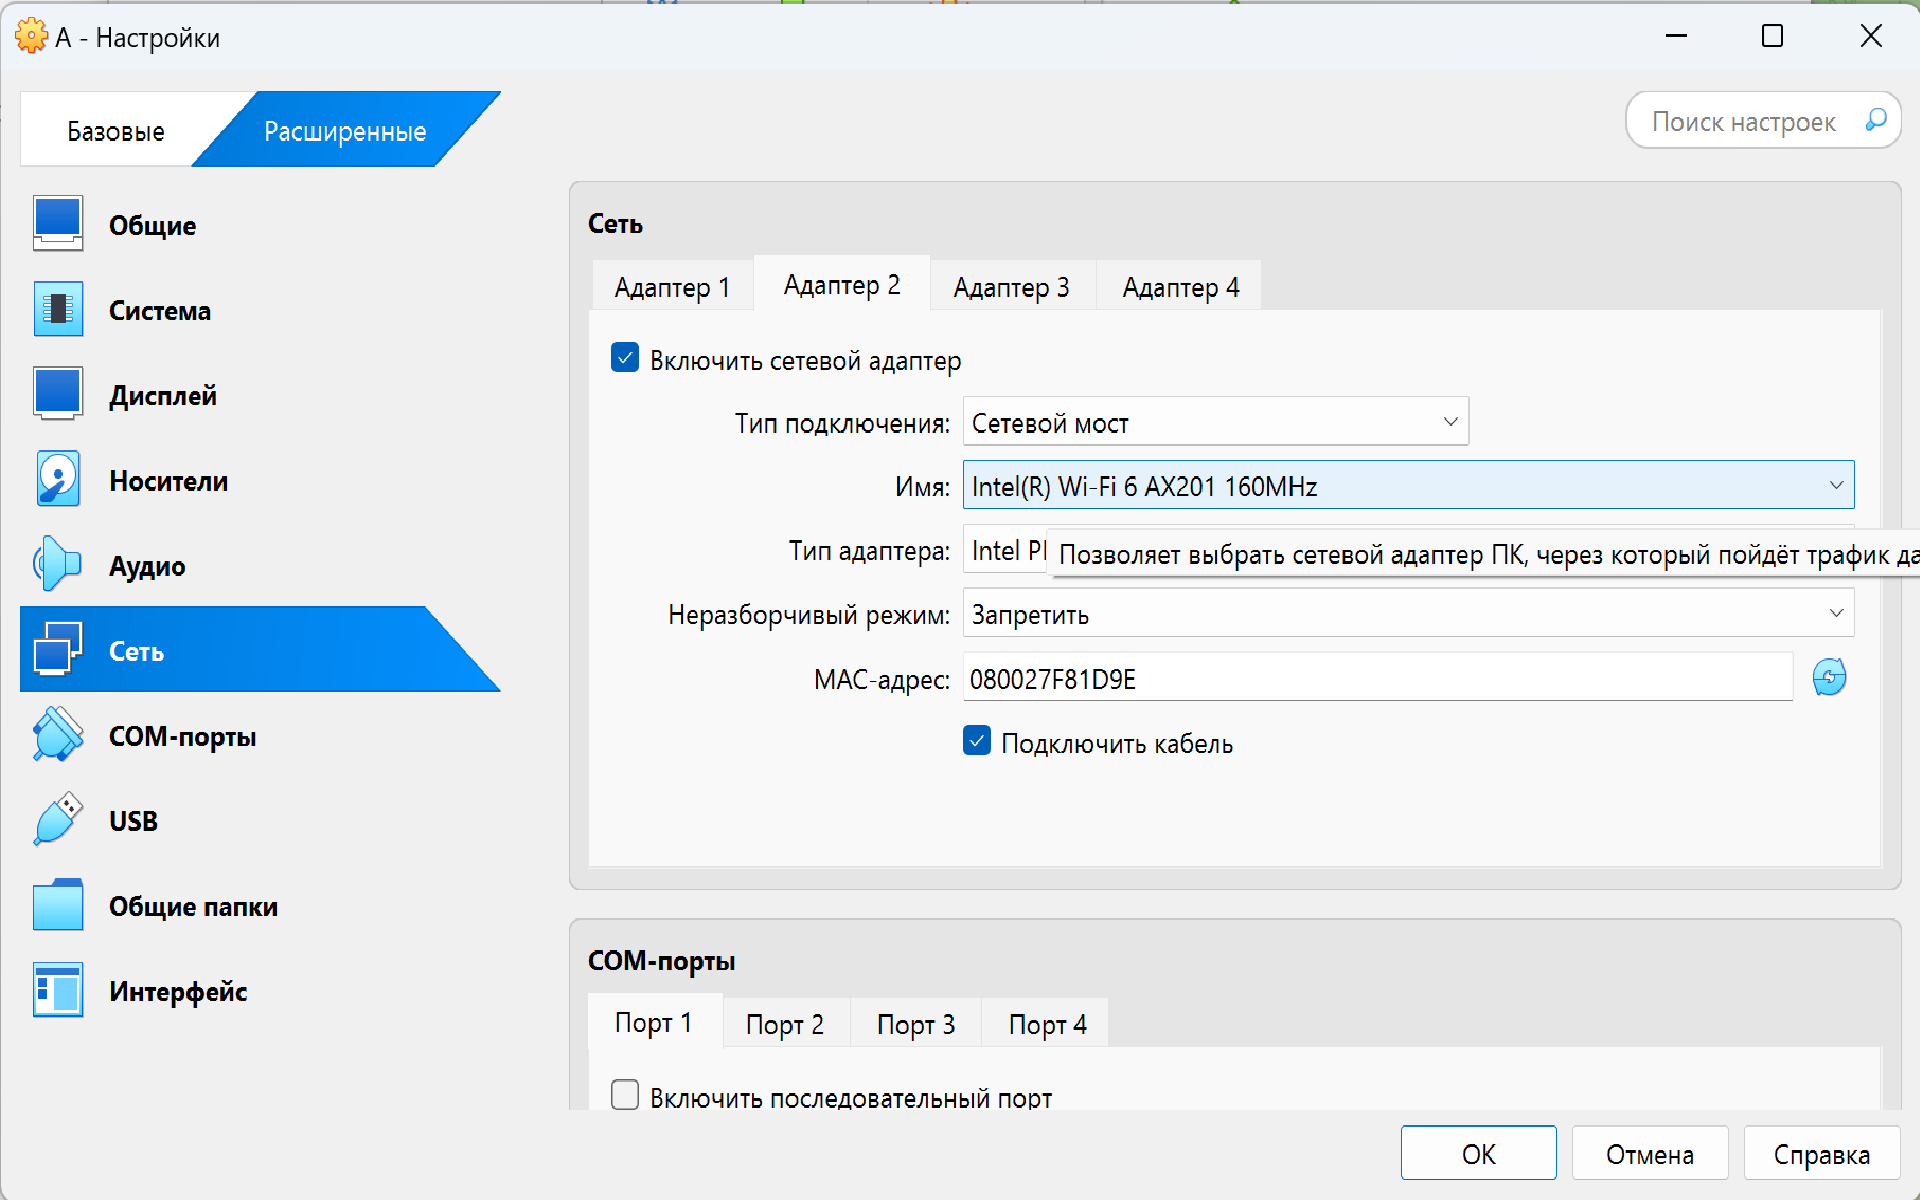 A - Настройки
Базовые
Расширенные
Поиск настроек
Общие
Система
Дисплей
Носители
Аудио
Сеть
COM-порты
USB
Общие папки
Интерфейс
Сеть
Адаптер 1
Адаптер 2
Адаптер 3
Адаптер 4
Включить сетевой адаптер
Тип подключения: Сетевой мост
Имя: Intel(R) Wi-Fi 6 AX201 160MHz
Тип адаптера: Intel
Позволяет выбрать сетевой адаптер ПК, через который пойдёт трафик
Неразборчивый режим: Запретить
MAC-адрес: 080027F81D9E
Подключить кабель
COM-порты
Порт 1
Порт 2
Порт 3
Порт 4
Включить последовательный порт
OK
Отмена
Справка